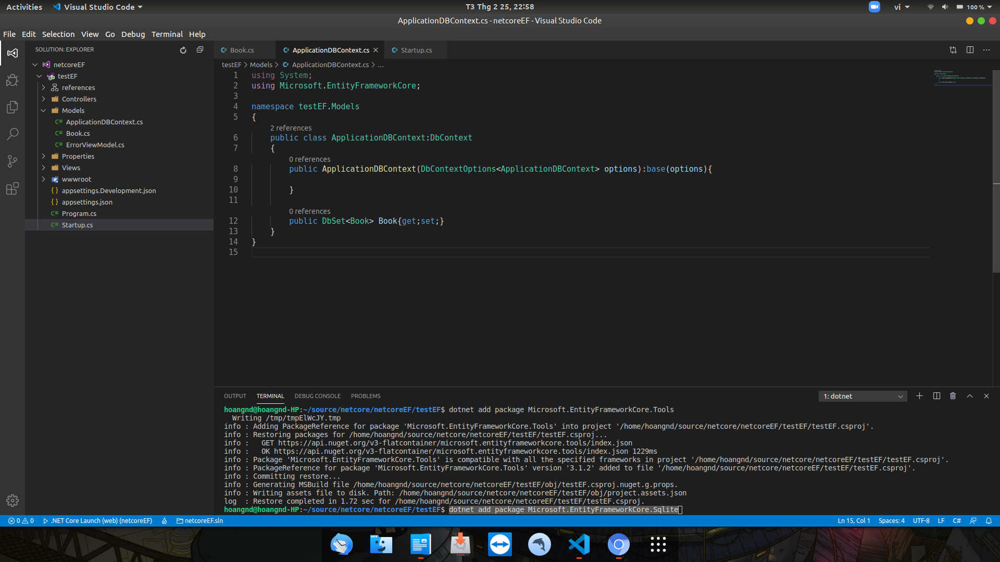 Activities Visual Studio Code T3 Thg 2 25, 22:58 vi 100 %
ApplicationDBContext.cs - netcoreEF - Visual Studio Code
File Edit Selection View Go Debug Terminal Help
SOLUTION: EXPLORER
netcoreEF
testEF
references
Controllers
Models
ApplicationDBContext.cs
Book.cs
ErrorViewModel.cs
Properties
Views
wwwroot
appsettings.Development.json
appsettings.json
Program.cs
Startup.cs
Book.cs ApplicationDBContext.cs Startup.cs
testEF > Models > ApplicationDBContext.cs > ...
1 using System;
2 using Microsoft.EntityFrameworkCore;
3
4 namespace testEF.Models
5 {
2 references
6 public class ApplicationDBContext:DbContext
7 {
0 references
8 public ApplicationDBContext(DbContextOptions<ApplicationDBContext> options):base(options){
9
10 }
11
0 references
12 public DbSet<Book> Book{get;set;}
13 }
14 }
15
OUTPUT TERMINAL DEBUG CONSOLE PROBLEMS 1: dotnet
hoangnd@hoangnd-HP:~/source/netcore/netcoreEF/testEF$ dotnet add package Microsoft.EntityFrameworkCore.Tools
Writing /tmp/tmpElWcJY.tmp
info : Adding PackageReference for package 'Microsoft.EntityFrameworkCore.Tools' into project '/home/hoangnd/source/netcore/netcoreEF/testEF/testEF.csproj'.
info : Restoring packages for /home/hoangnd/source/netcore/netcoreEF/testEF/testEF.csproj...
info : GET https://api.nuget.org/v3-flatcontainer/microsoft.entityframeworkcore.tools/index.json
info : OK https://api.nuget.org/v3-flatcontainer/microsoft.entityframeworkcore.tools/index.json 1229ms
info : Package 'Microsoft.EntityFrameworkCore.Tools' is compatible with all the specified frameworks in project '/home/hoangnd/source/netcore/netcoreEF/testEF/testEF.csproj'.
info : PackageReference for package 'Microsoft.EntityFrameworkCore.Tools' version '3.1.2' added to file '/home/hoangnd/source/netcore/netcoreEF/testEF/testEF.csproj'.
info : Committing restore...
info : Generating MSBuild file /home/hoangnd/source/netcore/netcoreEF/testEF/obj/testEF.csproj.nuget.g.props.
info : Writing assets file to disk. Path: /home/hoangnd/source/netcore/netcoreEF/testEF/obj/project.assets.json
log : Restore completed in 1.72 sec for /home/hoangnd/source/netcore/netcoreEF/testEF/testEF.csproj.
hoangnd@hoangnd-HP:~/source/netcore/netcoreEF/testEF$ dotnet add package Microsoft.EntityFrameworkCore.Sqlite
0 0 .NET Core Launch (web) (netcoreEF) netcoreEF.sln Ln 15, Col 1 Spaces: 4 UTF-8 LF C#